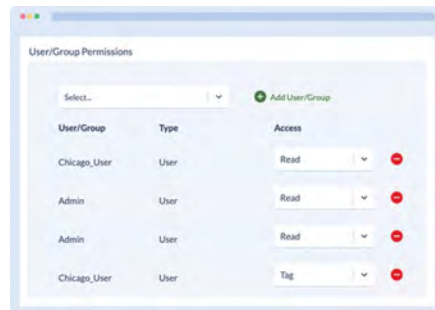 User/Group Permissions
Select... Add User/Group
User/Group Type Access
Chicago_User User Read
Admin User Read
Admin User Read
Chicago_User User Tag